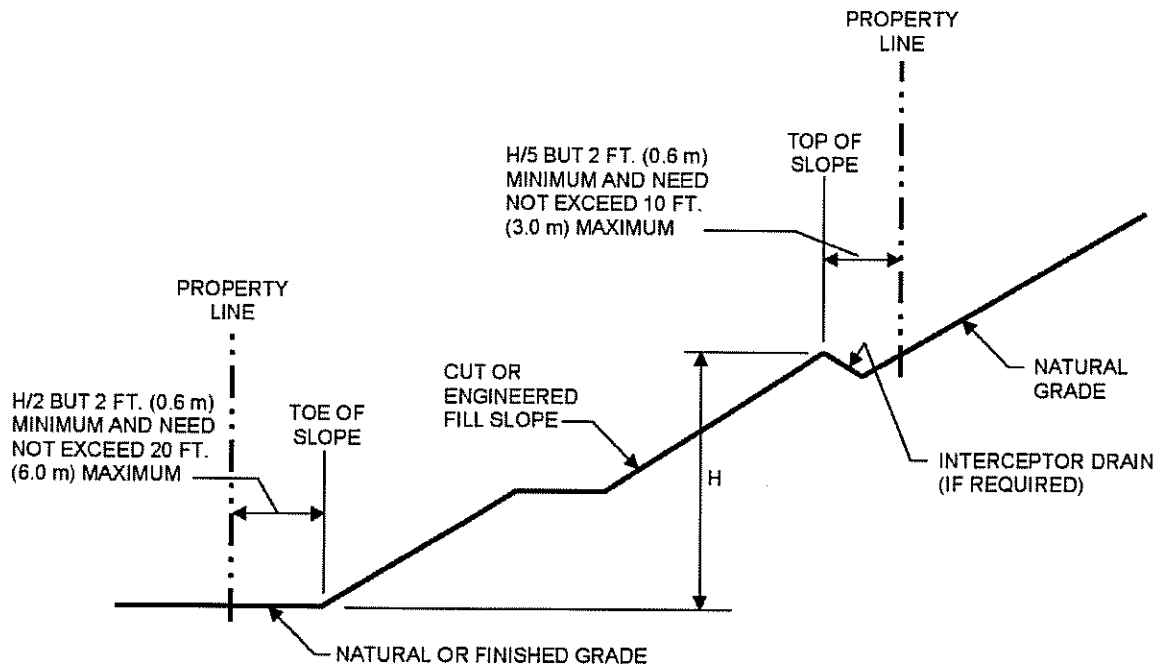 PROPERTY
LINE
H/5 BUT 2 FT. (0.6 m)
MINIMUM AND NEED
NOT EXCEED 10 FT.
(3.0 m) MAXIMUM
TOP OF
SLOPE
PROPERTY
LINE
H/2 BUT 2 FT. (0.6 m)
MINIMUM AND NEED
NOT EXCEED 20 FT.
(6.0 m) MAXIMUM
TOE OF
SLOPE
CUT OR
ENGINEERED
FILL SLOPE
NATURAL
GRADE
H
INTERCEPTOR DRAIN
(IF REQUIRED)
NATURAL OR FINISHED GRADE